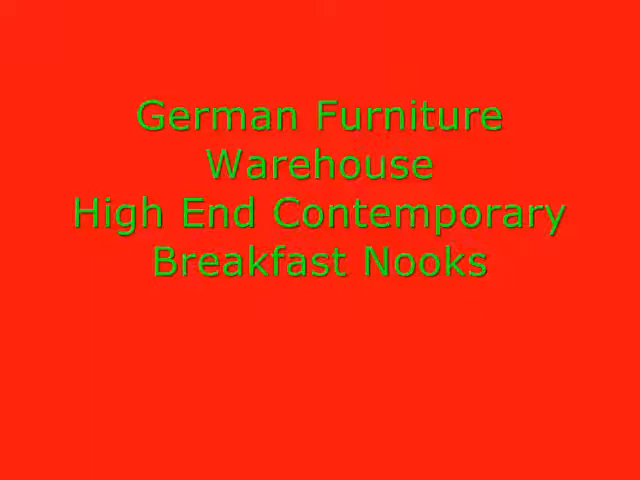 German Furniture
Warehouse
High End Contemporary
Breakfast Nooks